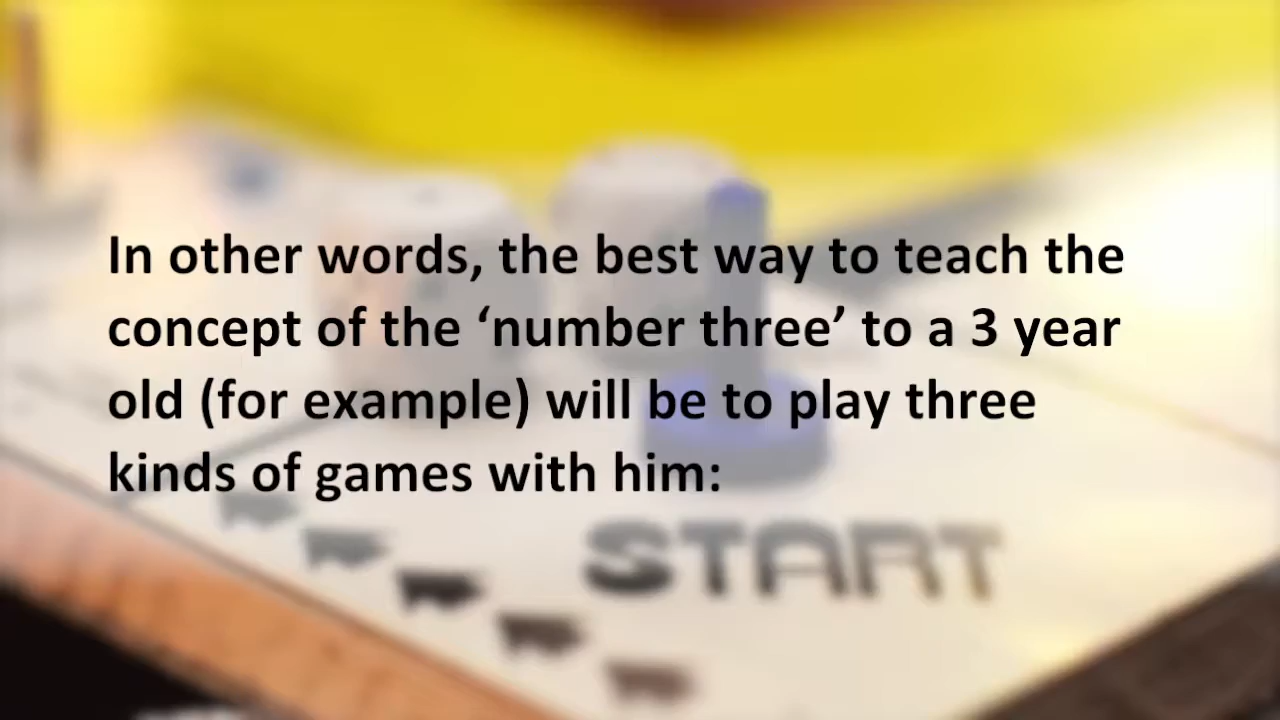 In other words, the best way to teach the
concept of the ‘number three’ to a 3 year
old (for example) will be to play three
kinds of games with him:
START